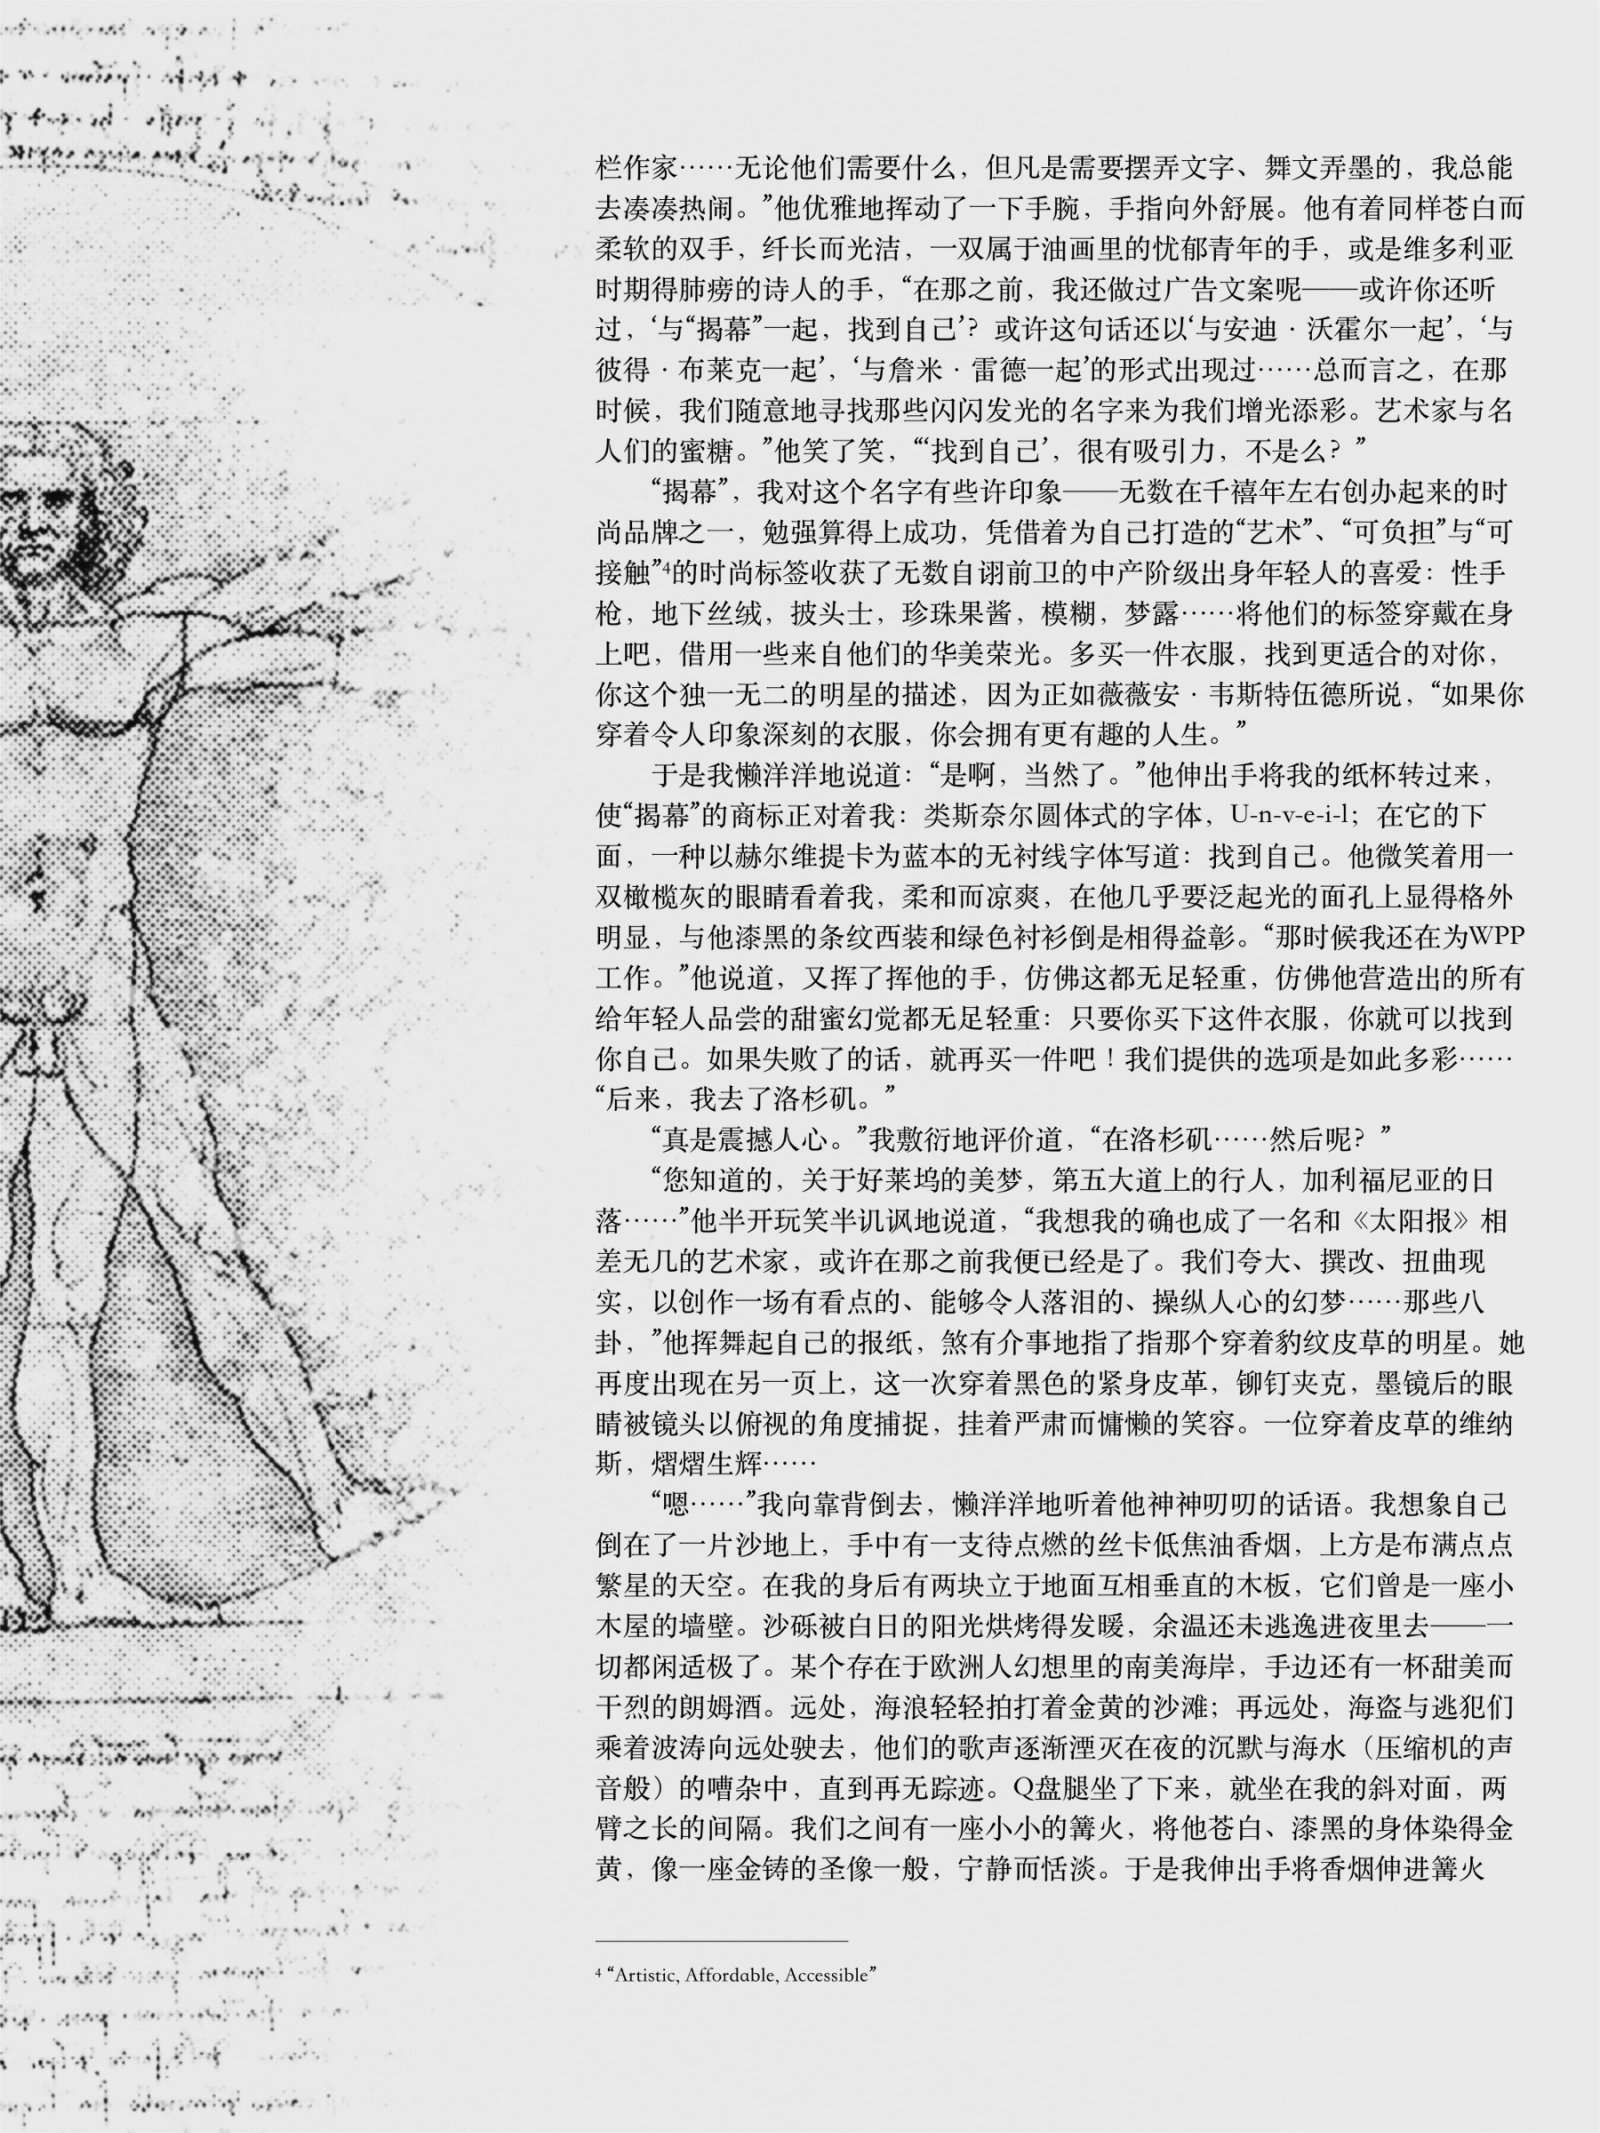 栏作家……无论他们需要什么，但凡是需要摆弄文字、舞文弄墨的，我总能
去凑凑热闹。”他优雅地挥动了一下手腕，手指向外舒展。他有着同样苍白而
柔软的双手，纤长而光洁，一双属于油画里的忧郁青年的手，或是维多利亚
时期得肺痨的诗人的手，“在那之前，我还做过广告文案呢——或许你还听
过，‘与“揭幕”一起，找到自己’？或许这句话还以‘与安迪·沃霍尔一起’，‘与
彼得·布莱克一起’，‘与詹米·雷德一起’的形式出现过……总而言之，在那
时候，我们随意地寻找那些闪闪发光的名字来为我们增光添彩。艺术家与名
人们的蜜糖。”他笑了笑，“‘找到自己’，很有吸引力，不是么？”
“揭幕”，我对这个名字有些许印象——无数在千禧年左右创办起来的时
尚品牌之一，勉强算得上成功，凭借着为自己打造的“艺术”、“可负担”与“可
接触”4的时尚标签收获了无数自诩前卫的中产阶级出身年轻人的喜爱：性手
枪，地下丝绒，披头士，珍珠果酱，模糊，梦露……将他们的标签穿戴在身
上吧，借用一些来自他们的华美荣光。多买一件衣服，找到更适合的对你，
你这个独一无二的明星的描述，因为正如薇薇安·韦斯特伍德所说，“如果你
穿着令人印象深刻的衣服，你会拥有更有趣的人生。”
于是我懒洋洋地说道：“是啊，当然了。”他伸出手将我的纸杯转过来，
使“揭幕”的商标正对着我：类斯奈尔圆体式的字体，U-n-v-e-i-l；在它的下
面，一种以赫尔维提卡为蓝本的无衬线字体写道：找到自己。他微笑着用一
双橄榄灰的眼睛看着我，柔和而凉爽，在他几乎要泛起光的面孔上显得格外
明显，与他漆黑的条纹西装和绿色衬衫倒是相得益彰。“那时候我还在为WPP
工作。”他说道，又挥了挥他的手，仿佛这都无足轻重，仿佛他营造出的所有
给年轻人品尝的甜蜜幻觉都无足轻重：只要你买下这件衣服，你就可以找到
你自己。如果失败了的话，就再买一件吧！我们提供的选项是如此多彩……
“后来，我去了洛杉矶。”
“真是震撼人心。”我敷衍地评价道，“在洛杉矶……然后呢？”
“您知道的，关于好莱坞的美梦，第五大道上的行人，加利福尼亚的日
落……”他半开玩笑半讥讽地说道，“我想我的确也成了一名和《太阳报》相
差无几的艺术家，或许在那之前我便已经是了。我们夸大、撰改、扭曲现
实，以创作一场有看点的、能够令人落泪的、操纵人心的幻梦……那些八
卦，”他挥舞起自己的报纸，煞有介事地指了指那个穿着豹纹皮草的明星。她
再度出现在另一页上，这一次穿着黑色的紧身皮革，铆钉夹克，墨镜后的眼
睛被镜头以俯视的角度捕捉，挂着严肃而慵懒的笑容。一位穿着皮草的维纳
斯，熠熠生辉……
“嗯……”我向靠背倒去，懒洋洋地听着他神神叨叨的话语。我想象自己
倒在了一片沙地上，手中有一支待点燃的丝卡低焦油香烟，上方是布满点点
繁星的天空。在我的身后有两块立于地面互相垂直的木板，它们曾是一座小
木屋的墙壁。沙砾被白日的阳光烘烤得发暖，余温还未逃逸进夜里去——一
切都闲适极了。某个存在于欧洲人幻想里的南美海岸，手边还有一杯甜美而
干烈的朗姆酒。远处，海浪轻轻拍打着金黄的沙滩；再远处，海盗与逃犯们
乘着波涛向远处驶去，他们的歌声逐渐湮灭在夜的沉默与海水（压缩机的声
音般）的嘈杂中，直到再无踪迹。Q盘腿坐了下来，就坐在我的斜对面，两
臂之长的间隔。我们之间有一座小小的篝火，将他苍白、漆黑的身体染得金
黄，像一座金铸的圣像一般，宁静而恬淡。于是我伸出手将香烟伸进篝火
4 “Artistic, Affordable, Accessible”